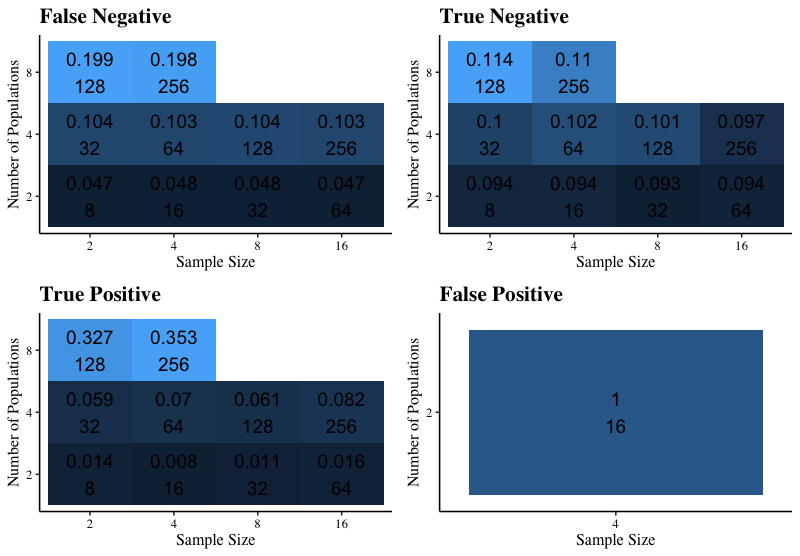 False Negative
Number of Populations
8
4
2
0.199 0.198
128 256
0.104 0.103 0.104 0.103
32 64 128 256
0.047 0.048 0.048 0.047
8 16 32 64
2 4 8 16
Sample Size
True Negative
Number of Populations
8
4
2
0.114 0.11
128 256
0.1 0.102 0.101 0.097
32 64 128 256
0.094 0.094 0.093 0.094
8 16 32 64
2 4 8 16
Sample Size
True Positive
Number of Populations
8
4
2
0.327 0.353
128 256
0.059 0.07 0.061 0.082
32 64 128 256
0.014 0.008 0.011 0.016
8 16 32 64
2 4 8 16
Sample Size
False Positive
Number of Populations
2
1
16
4
Sample Size